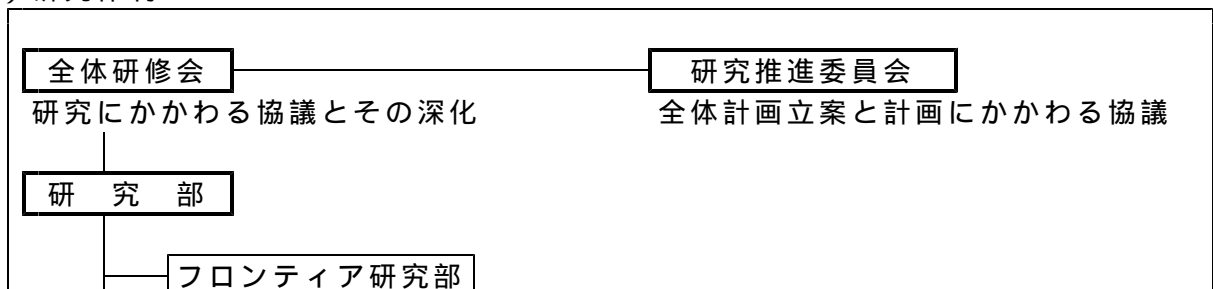 全体研修会 研究推進委員会
研究にかかわる協議とその深化 全体計画立案と計画にかかわる協議
研 究 部
フロンティア研究部